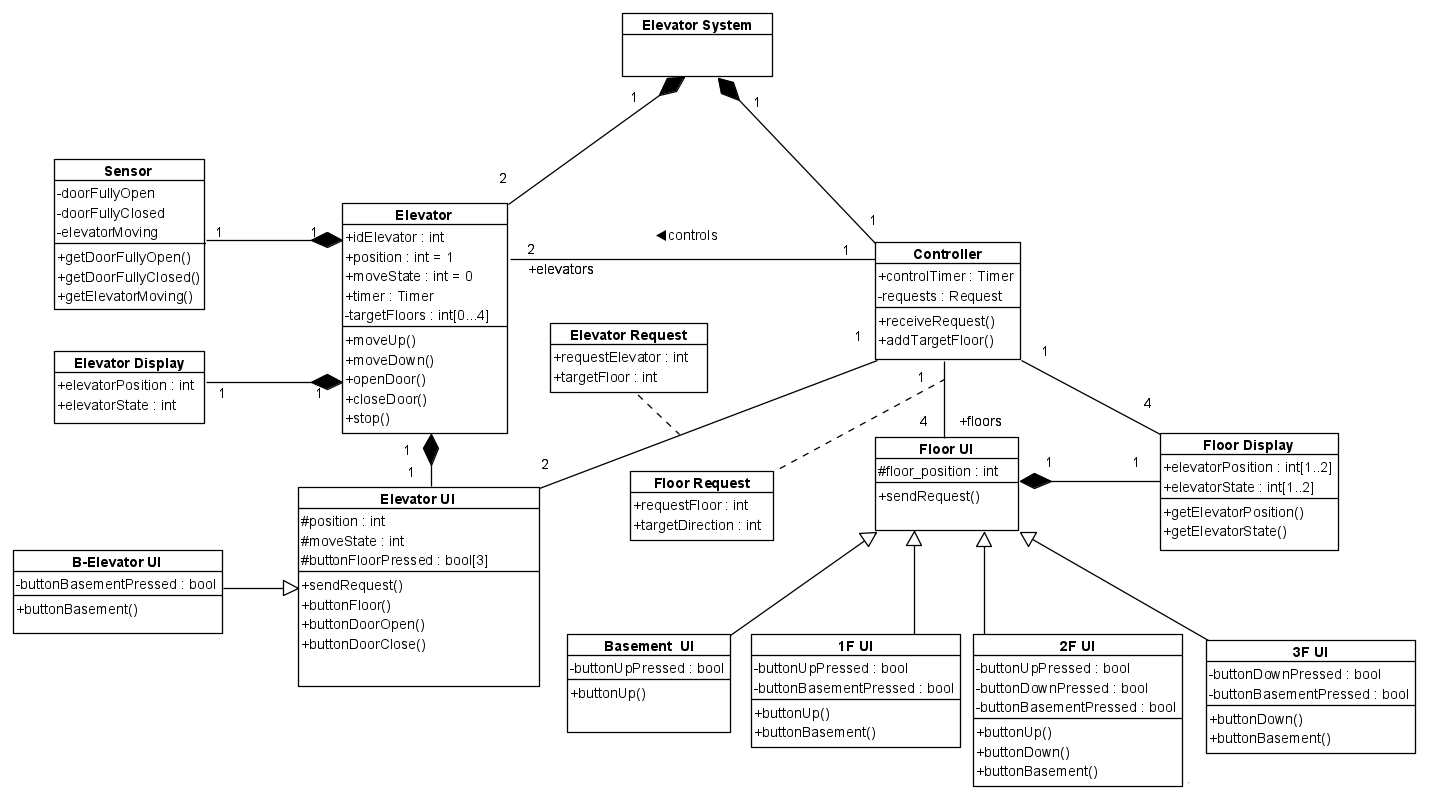 Elevator System
1
1
2
1
Sensor
-doorFullyOpen
-doorFullyClosed
-elevatorMoving
+getDoorFullyOpen()
+getDoorFullyClosed()
+getElevatorMoving()
1
1
Elevator
+idElevator : int
+position : int = 1
+moveState : int = 0
+timer : Timer
-targetFloors : int[0...4]
+moveUp()
+moveDown()
+openDoor()
+closeDoor()
+stop()
2
+elevators
◀controls
1
Controller
+controlTimer : Timer
-requests : Request
+receiveRequest()
+addTargetFloor()
Elevator Display
+elevatorPosition : int
+elevatorState : int
1
1
Elevator Request
+requestElevator : int
+targetFloor : int
1
1
1
4
1
1
2
4
+floors
Floor UI
#floor_position : int
+sendRequest()
1
1
Floor Display
+elevatorPosition : int[1..2]
+elevatorState : int[1..2]
+getElevatorPosition()
+getElevatorState()
Floor Request
+requestFloor : int
+targetDirection : int
Elevator UI
#position : int
#moveState : int
#buttonFloorPressed : bool[3]
+sendRequest()
+buttonFloor()
+buttonDoorOpen()
+buttonDoorClose()
B-Elevator UI
-buttonBasementPressed : bool
+buttonBasement()
Basement UI
-buttonUpPressed : bool
+buttonUp()
1F UI
-buttonUpPressed : bool
-buttonBasementPressed : bool
+buttonUp()
+buttonBasement()
2F UI
-buttonUpPressed : bool
-buttonDownPressed : bool
-buttonBasementPressed : bool
+buttonUp()
+buttonDown()
+buttonBasement()
3F UI
-buttonDownPressed : bool
-buttonBasementPressed : bool
+buttonDown()
+buttonBasement()